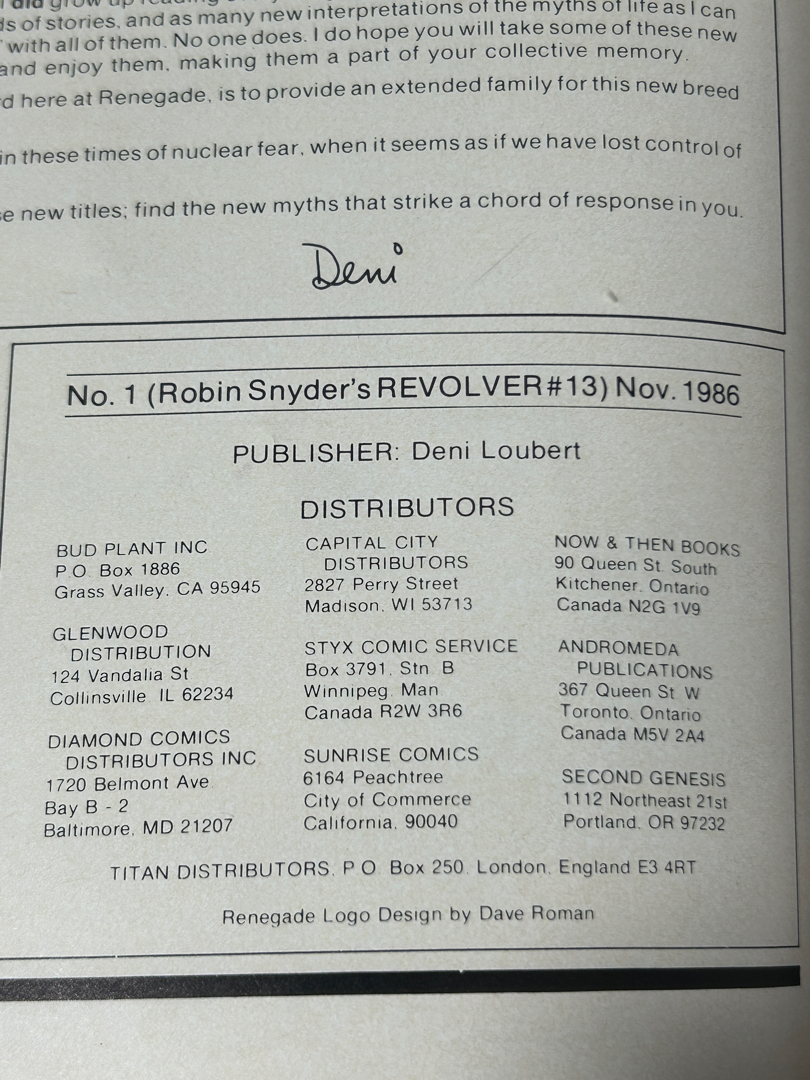 did grow up reading
ds of stories, and as many new interpretations of the myths of life as I can
with all of them. No one does. I do hope you will take some of these new
and enjoy them, making them a part of your collective memory.
d here at Renegade, is to provide an extended family for this new breed
in these times of nuclear fear, when it seems as if we have lost control of
e new titles; find the new myths that strike a chord of response in you.
Deni
No. 1 (Robin Snyder's REVOLVER #13) Nov. 1986
PUBLISHER: Deni Loubert
DISTRIBUTORS
BUD PLANT INC
P.O. Box 1886
Grass Valley, CA 95945
GLENWOOD
DISTRIBUTION
124 Vandalia St
Collinsville IL 62234
DIAMOND COMICS
DISTRIBUTORS INC
1720 Belmont Ave
Bay B - 2
Baltimore, MD 21207
CAPITAL CITY
DISTRIBUTORS
2827 Perry Street
Madison, WI 53713
STYX COMIC SERVICE
Box 3791, Stn. B
Winnipeg, Man
Canada R2W 3R6
SUNRISE COMICS
6164 Peachtree
City of Commerce
California, 90040
NOW & THEN BOOKS
90 Queen St. South
Kitchener, Ontario
Canada N2G 1V9
ANDROMEDA
PUBLICATIONS
367 Queen St. W
Toronto, Ontario
Canada M5V 2A4
SECOND GENESIS
1112 Northeast 21st
Portland, OR 97232
TITAN DISTRIBUTORS, P.O. Box 250, London, England E3 4RT
Renegade Logo Design by Dave Roman